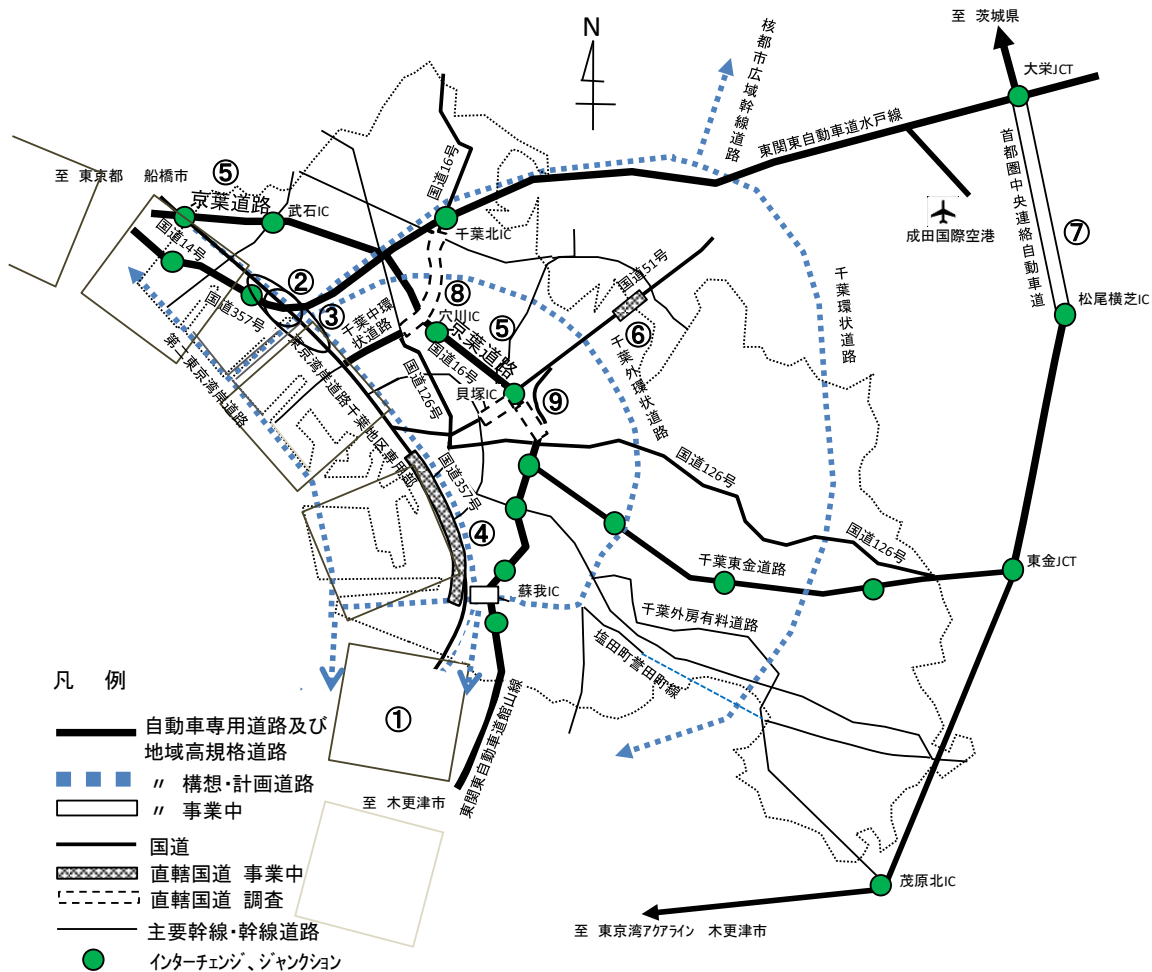 至 茨城県
N
核都市広域幹線道路
大栄JCT
東関東自動車道水戸線
国道16号
首都圏中央連絡自動車道
至 東京都 船橋市
⑤
京葉道路
武石IC
千葉北IC
成田国際空港
⑦
国道14号
国道51号
千葉環状道路
松尾横芝IC
②
⑧
国道357号
③
千葉中環状道路
穴川IC
⑤
京葉道路
⑥
千葉外環状道路
第二東京湾岸道路
東京湾岸道路千葉地区専用部
国道16号
国道126号
貝塚IC
⑨
国道357号
国道126号
④
国道126号
千葉東金道路
東金JCT
蘇我IC
千葉外房有料道路
塩田町誉田町線
凡 例
①
東関東自動車道館山線
自動車専用道路及び
地域高規格道路
〃 構想・計画道路
至 木更津市
〃 事業中
国道
直轄国道 事業中
直轄国道 調査
茂原北IC
主要幹線・幹線道路
至 東京湾アクアライン 木更津市
インターチェンジ、ジャンクション